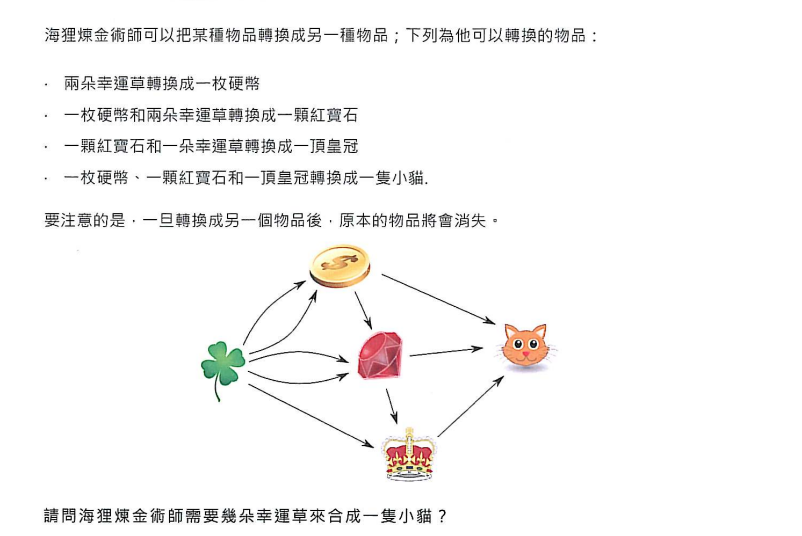 海狸煉金術師可以把某種物品轉換成另一種物品；下列為他可以轉換的物品：
· 兩朵幸運草轉換成一枚硬幣
· 一枚硬幣和兩朵幸運草轉換成一顆紅寶石
· 一顆紅寶石和一朵幸運草轉換成一頂皇冠
· 一枚硬幣、一顆紅寶石和一頂皇冠轉換成一隻小貓.
要注意的是，一旦轉換成另一個物品後，原本的物品將會消失。
$
請問海狸煉金術師需要幾朵幸運草來合成一隻小貓？